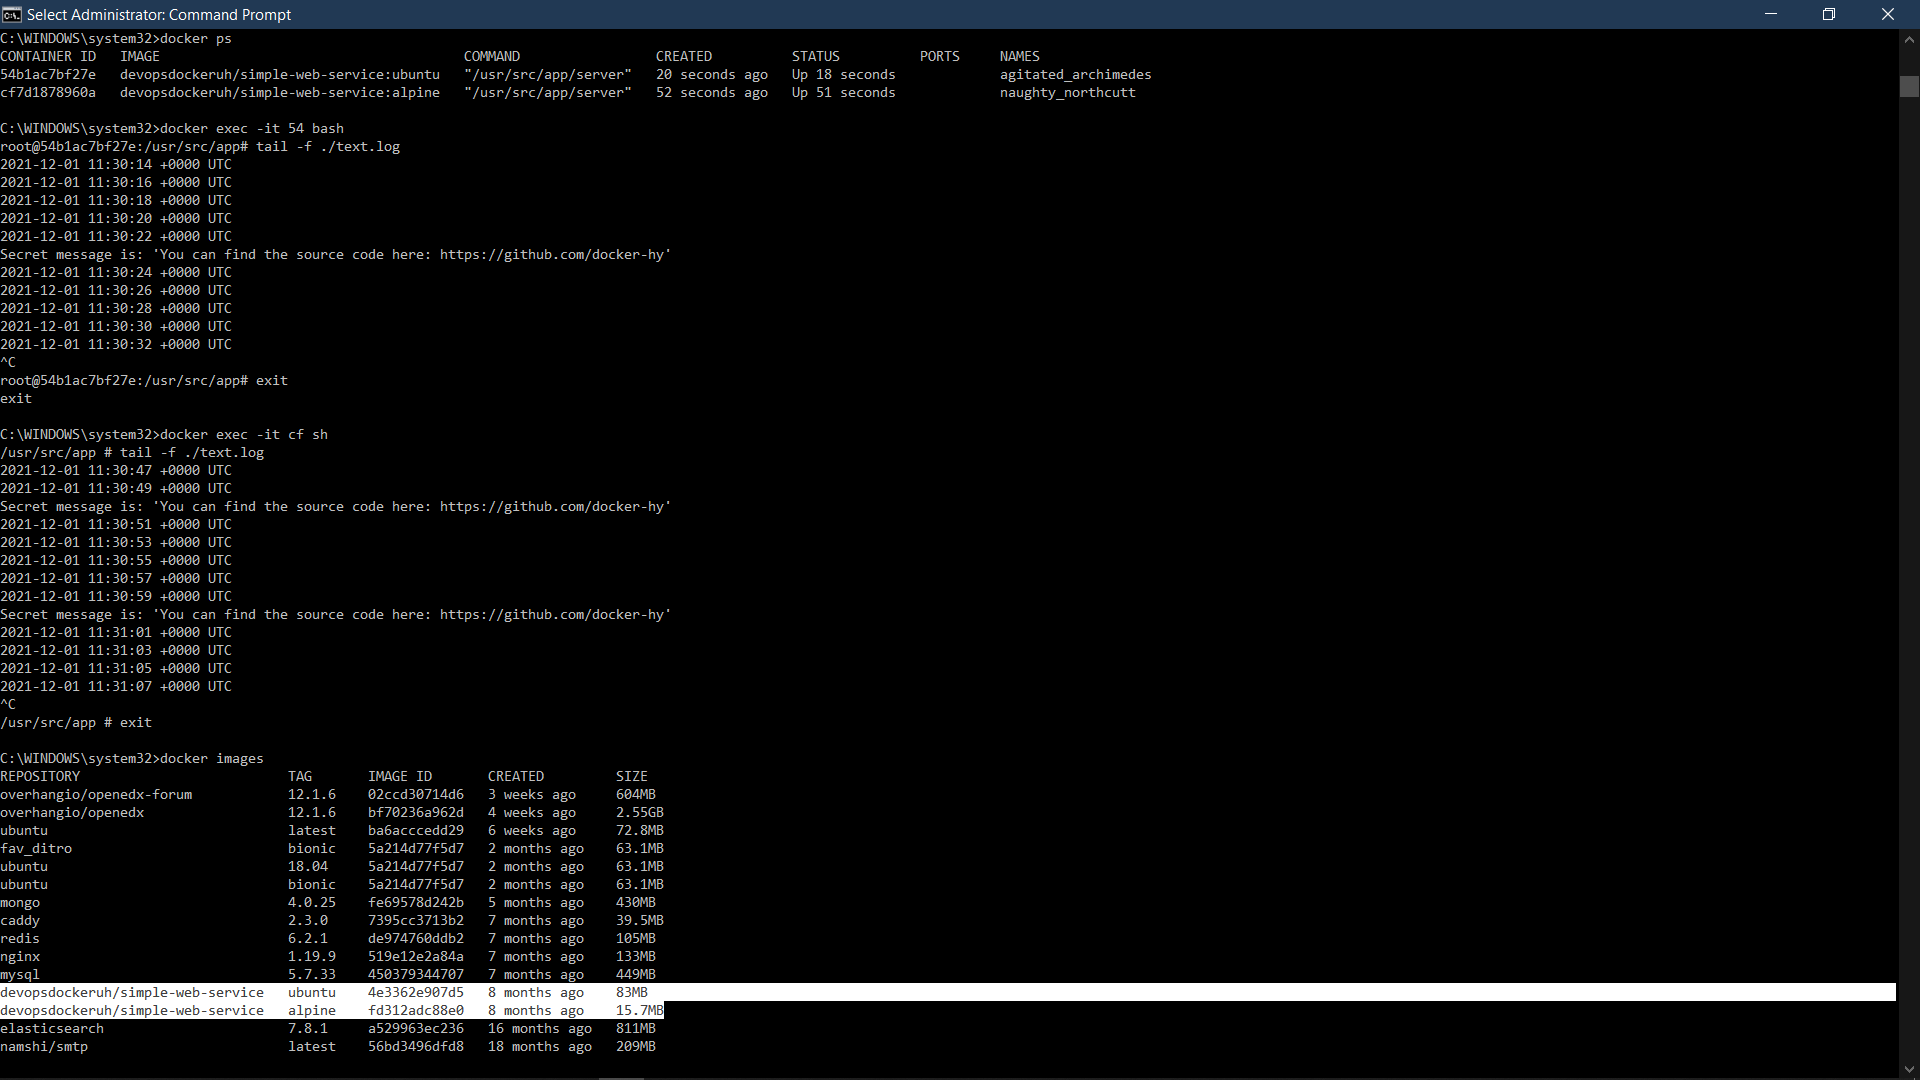 Select Administrator: Command Prompt
C:\WINDOWS\system32>docker ps
CONTAINER ID   IMAGE                                      COMMAND                 CREATED          STATUS          PORTS     NAMES
54b1ac7bf27e   devopsdockeruh/simple-web-service:ubuntu   "/usr/src/app/server"   20 seconds ago   Up 18 seconds             agitated_archimedes
cf7d1878960a   devopsdockeruh/simple-web-service:alpine   "/usr/src/app/server"   52 seconds ago   Up 51 seconds             naughty_northcutt
C:\WINDOWS\system32>docker exec -it 54 bash
root@54b1ac7bf27e:/usr/src/app# tail -f ./text.log
2021-12-01 11:30:14 +0000 UTC
2021-12-01 11:30:16 +0000 UTC
2021-12-01 11:30:18 +0000 UTC
2021-12-01 11:30:20 +0000 UTC
2021-12-01 11:30:22 +0000 UTC
Secret message is: 'You can find the source code here: https://github.com/docker-hy'
2021-12-01 11:30:24 +0000 UTC
2021-12-01 11:30:26 +0000 UTC
2021-12-01 11:30:28 +0000 UTC
2021-12-01 11:30:30 +0000 UTC
2021-12-01 11:30:32 +0000 UTC
^C
root@54b1ac7bf27e:/usr/src/app# exit
exit
C:\WINDOWS\system32>docker exec -it cf sh
/usr/src/app # tail -f ./text.log
2021-12-01 11:30:47 +0000 UTC
2021-12-01 11:30:49 +0000 UTC
Secret message is: 'You can find the source code here: https://github.com/docker-hy'
2021-12-01 11:30:51 +0000 UTC
2021-12-01 11:30:53 +0000 UTC
2021-12-01 11:30:55 +0000 UTC
2021-12-01 11:30:57 +0000 UTC
2021-12-01 11:30:59 +0000 UTC
Secret message is: 'You can find the source code here: https://github.com/docker-hy'
2021-12-01 11:31:01 +0000 UTC
2021-12-01 11:31:03 +0000 UTC
2021-12-01 11:31:05 +0000 UTC
2021-12-01 11:31:07 +0000 UTC
^C
/usr/src/app # exit
C:\WINDOWS\system32>docker images
REPOSITORY                          TAG       IMAGE ID       CREATED         SIZE
overhangio/openedx-forum            12.1.6    02ccd30714d6   3 weeks ago     604MB
overhangio/openedx                  12.1.6    bf70236a962d   4 weeks ago     2.55GB
ubuntu                              latest    ba6acccedd29   6 weeks ago     72.8MB
fav_ditro                           bionic    5a214d77f5d7   2 months ago    63.1MB
ubuntu                              18.04     5a214d77f5d7   2 months ago    63.1MB
ubuntu                              bionic    5a214d77f5d7   2 months ago    63.1MB
mongo                               4.0.25    fe69578d242b   5 months ago    430MB
caddy                               2.3.0     7395cc3713b2   7 months ago    39.5MB
redis                               6.2.1     de974760ddb2   7 months ago    105MB
nginx                               1.19.9    519e12e2a84a   7 months ago    133MB
mysql                               5.7.33    450379344707   7 months ago    449MB
devopsdockeruh/simple-web-service   ubuntu    4e3362e907d5   8 months ago    83MB
devopsdockeruh/simple-web-service   alpine    fd312adc88e0   8 months ago    15.7MB
elasticsearch                       7.8.1     a529963ec236   16 months ago   811MB
namshi/smtp                         latest    56bd3496dfd8   18 months ago   209MB